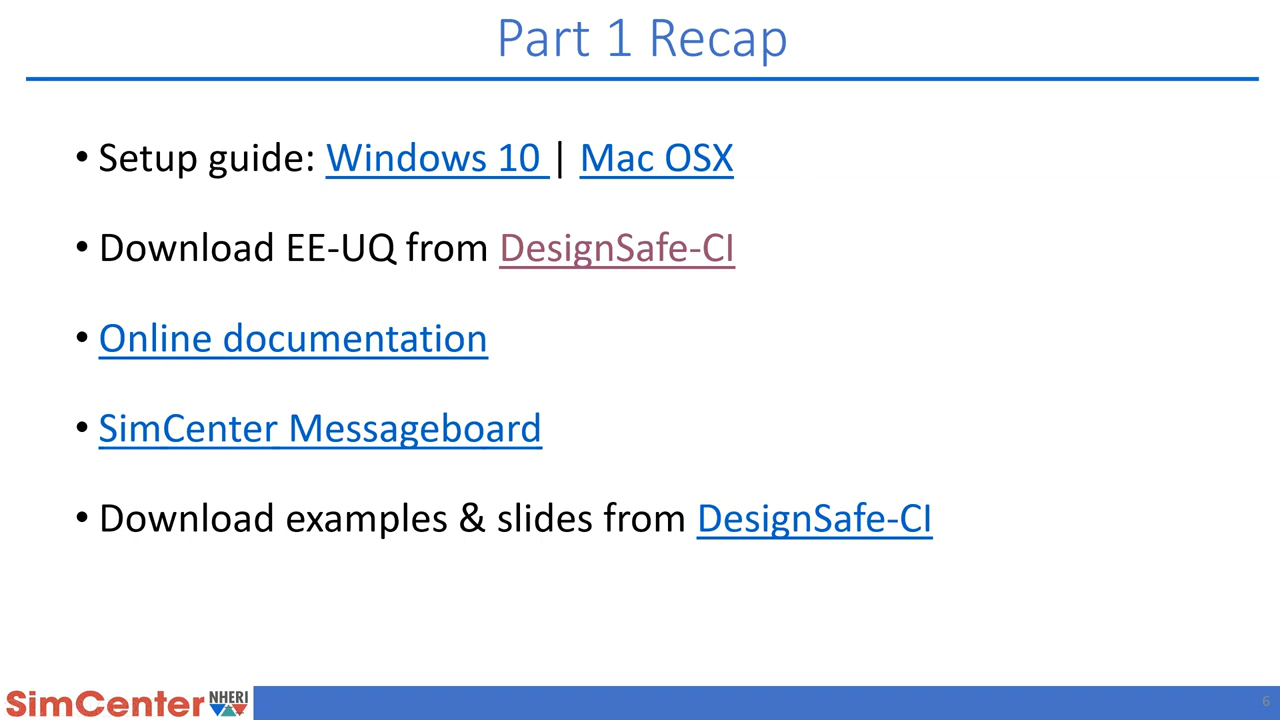 Part 1 Recap
• Setup guide: Windows 10 | Mac OSX
• Download EE-UQ from DesignSafe-CI
• Online documentation
• SimCenter Messageboard
• Download examples & slides from DesignSafe-CI
SimCenter NHERI
6